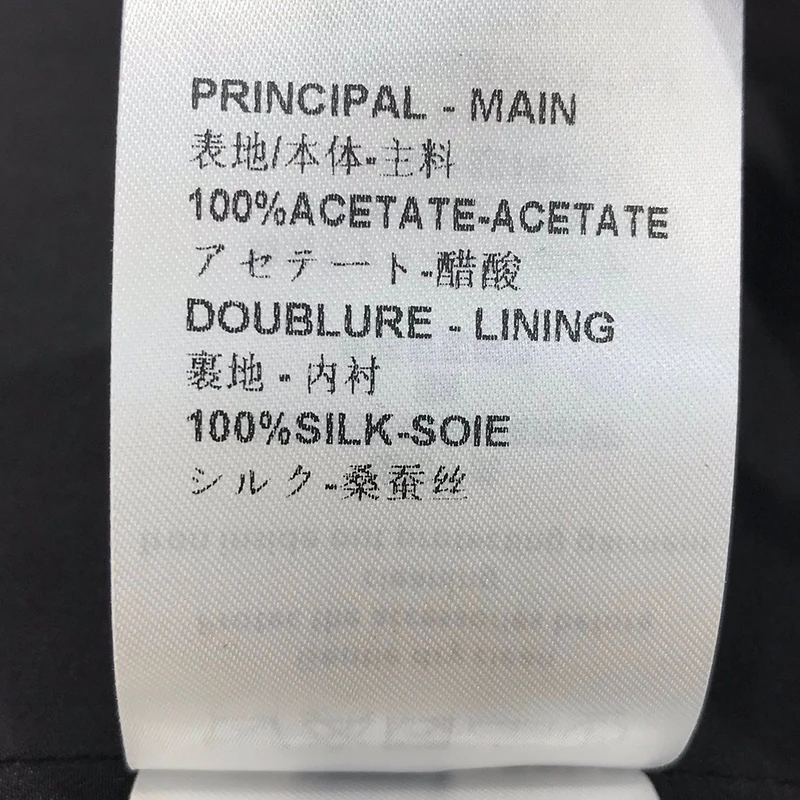 PRINCIPAL - MAIN
表地/本体-主料
100%ACETATE-ACETATE
アセテート-醋酸
DOUBLURE - LINING
裏地 - 内衬
100%SILK-SOIE
シルク-桑蚕丝